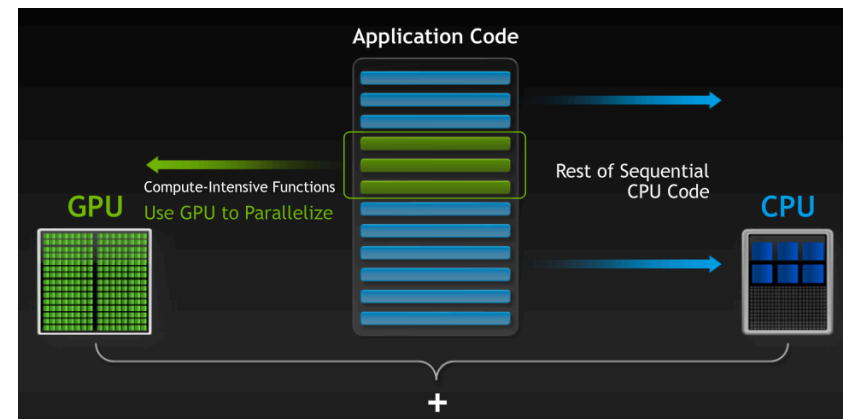 Application Code
Compute-Intensive Functions
Use GPU to Parallelize
Rest of Sequential
CPU Code
GPU
CPU
+